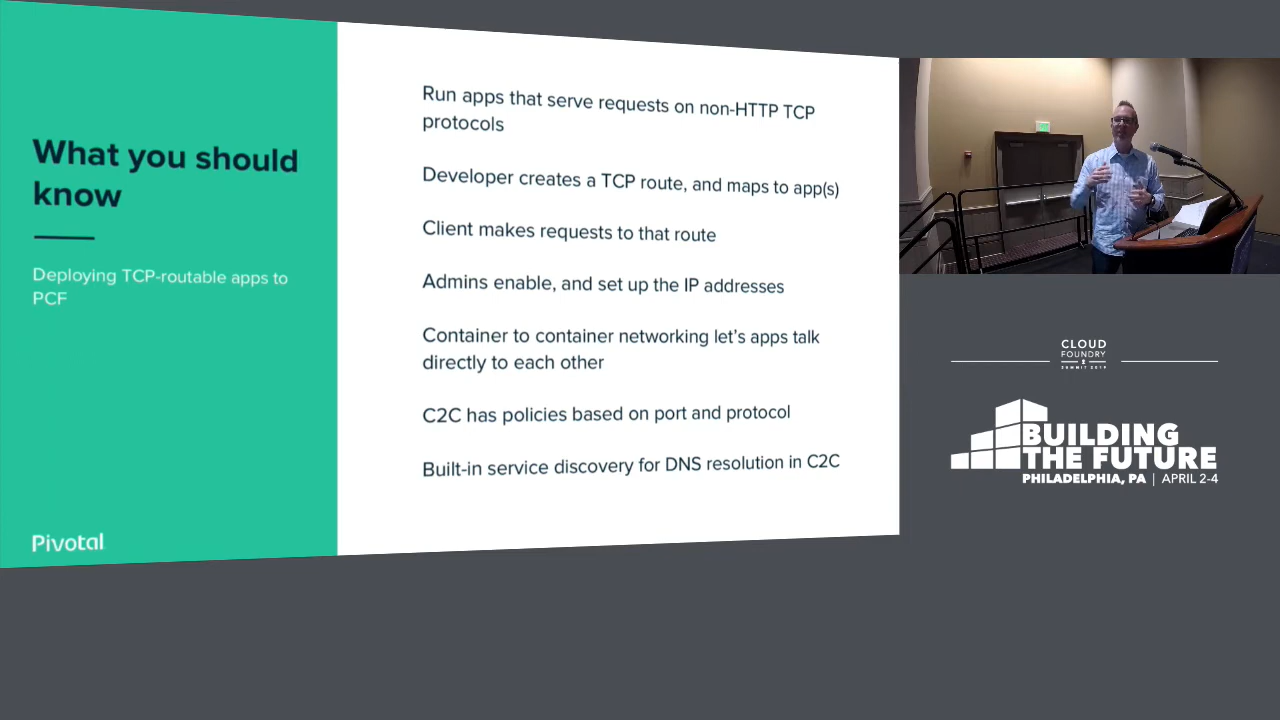 What you should
know
Deploying TCP-routable apps to
PCF
Pivotal
Run apps that serve requests on non-HTTP TCP
protocols
Developer creates a TCP route, and maps to app(s)
Client makes requests to that route
Admins enable, and set up the IP addresses
Container to container networking let's apps talk
directly to each other
C2C has policies based on port and protocol
Built-in service discovery for DNS resolution in C2C
CLOUD
FOUNDRY
SUMMIT 2019
BUILDING
THE FUTURE
PHILADELPHIA, PA | APRIL 2-4